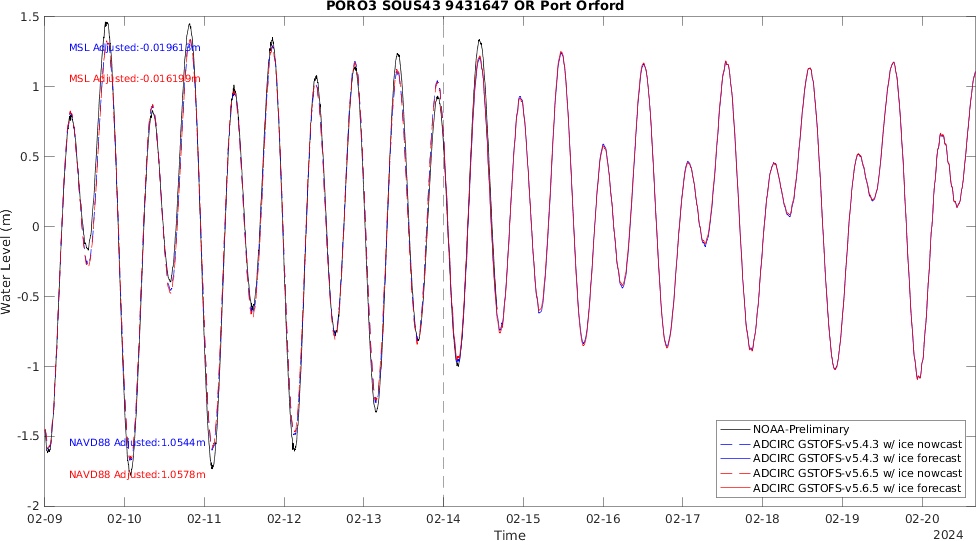 PORO3 SOUS43 9431647 OR Port Orford
MSL Adjusted:-0.019613m
MSL Adjusted:-0.016199m
NAVD88 Adjusted:1.0544m
NAVD88 Adjusted:1.0578m
Water Level (m)
1.5
1
0.5
0
-0.5
-1
-1.5
-2
NOAA-Preliminary
ADCIRC GSTOFS-v5.4.3 w/ ice nowcast
ADCIRC GSTOFS-v5.4.3 w/ ice forecast
ADCIRC GSTOFS-v5.6.5 w/ ice nowcast
ADCIRC GSTOFS-v5.6.5 w/ ice forecast
02-09 02-10 02-11 02-12 02-13 02-14 02-15 02-16 02-17 02-18 02-19 02-20
Time
2024